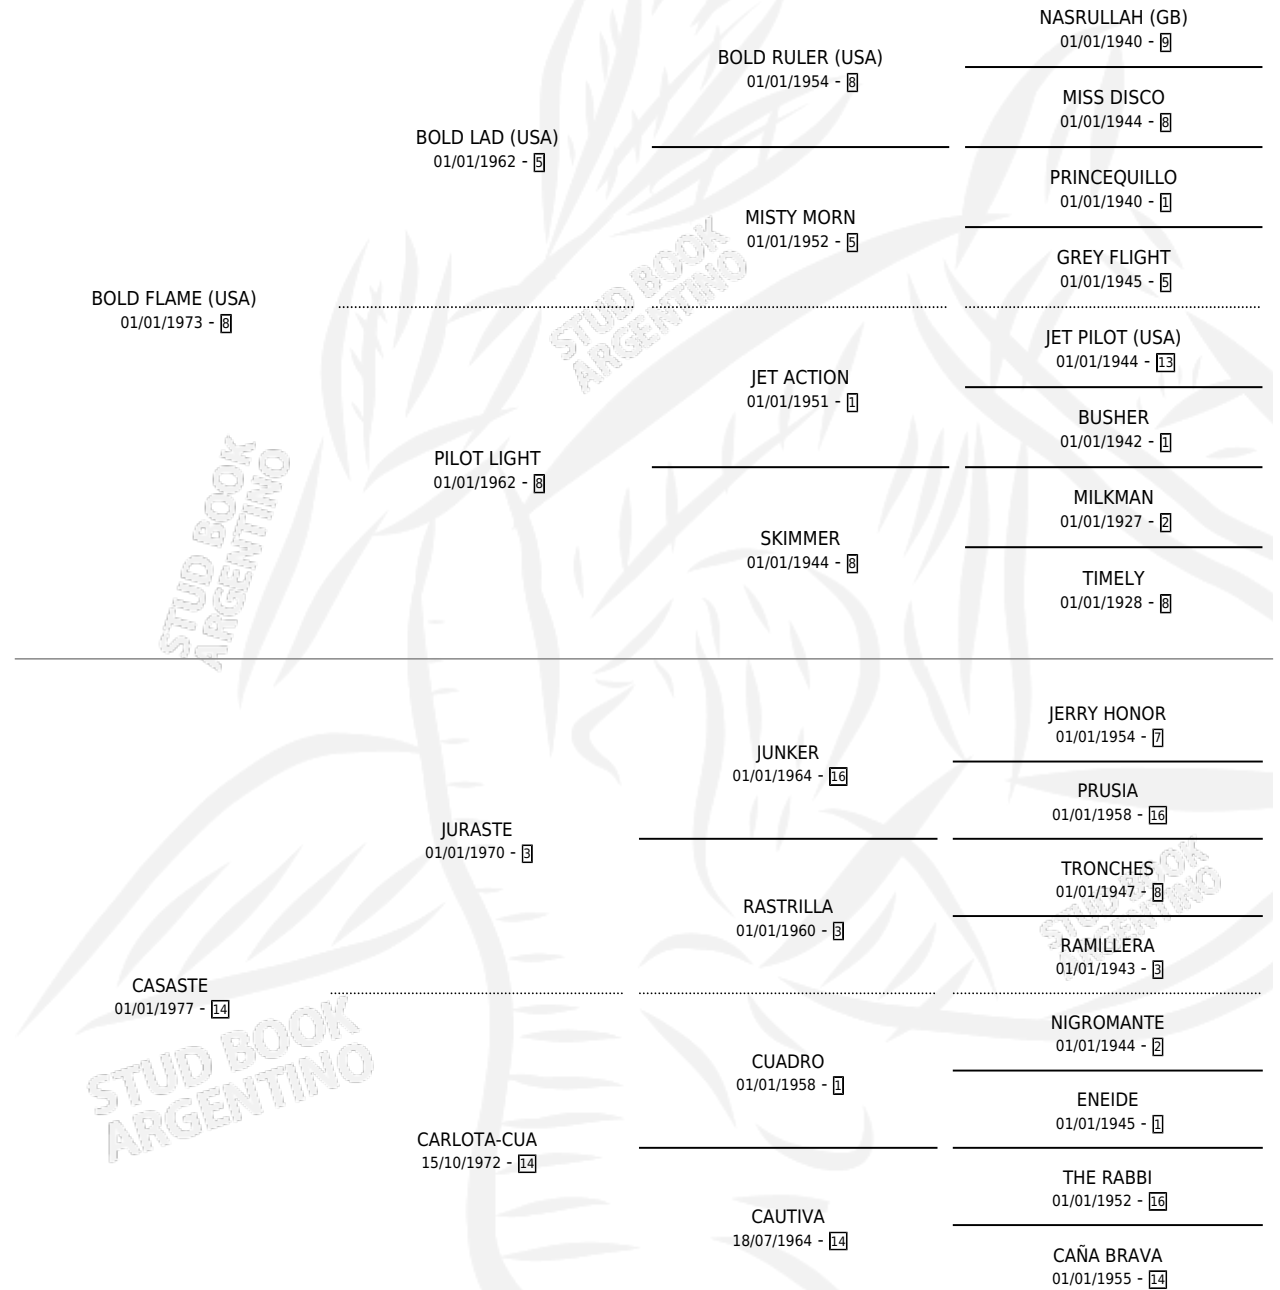 NASRULLAH (GB)
01/01/1940 - 9
BOLD RULER (USA)
01/01/1954 - 8
MISS DISCO
01/01/1944 - 8
BOLD LAD (USA)
01/01/1962 - 5
PRINCEQUILLO
01/01/1940 - 1
MISTY MORN
01/01/1952 - 5
GREY FLIGHT
01/01/1945 - 5
BOLD FLAME (USA)
01/01/1973 - 8
JET PILOT (USA)
01/01/1944 - 13
JET ACTION
01/01/1951 - 1
BUSHER
01/01/1942 - 1
PILOT LIGHT
01/01/1962 - 8
MILKMAN
01/01/1927 - 2
SKIMMER
01/01/1944 - 8
TIMELY
01/01/1928 - 8
JERRY HONOR
01/01/1954 - 7
JUNKER
01/01/1964 - 16
PRUSIA
01/01/1958 - 16
JURASTE
01/01/1970 - 3
TRONCHES
01/01/1947 - 8
RASTRILLA
01/01/1960 - 3
RAMILLERA
01/01/1943 - 3
CASASTE
01/01/1977 - 14
NIGROMANTE
01/01/1944 - 2
CUADRO
01/01/1958 - 1
ENEIDE
01/01/1945 - 1
CARLOTA-CUA
15/10/1972 - 14
THE RABBI
01/01/1952 - 16
CAUTIVA
18/07/1964 - 14
CAÑA BRAVA
01/01/1955 - 14
STUD BOOK
ARGENTINO
STUD BOOK
ARGENTINO
STUD BOOK
ARGENTINO
STUD BOOK
ARGENTINO